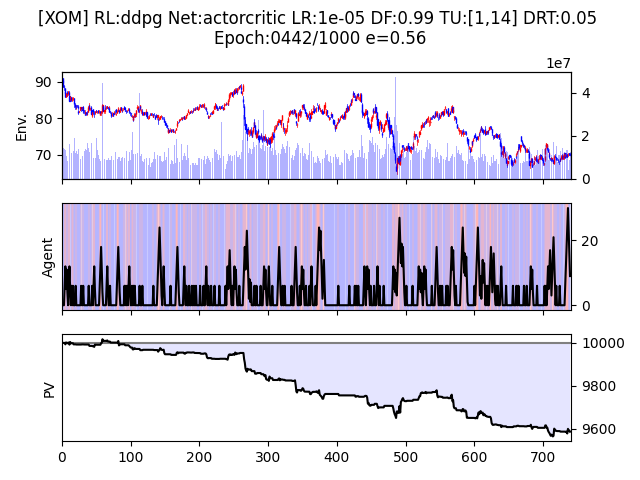 [XOM] RL:ddpg Net:actorcritic LR:1e-05 DF:0.99 TU:[1,14] DRT:0.05
Epoch:0442/1000 e=0.56
1e7
90
80
70
Env.
4
2
0
Agent
20
0
PV
10000
9800
9600
0 100 200 300 400 500 600 700